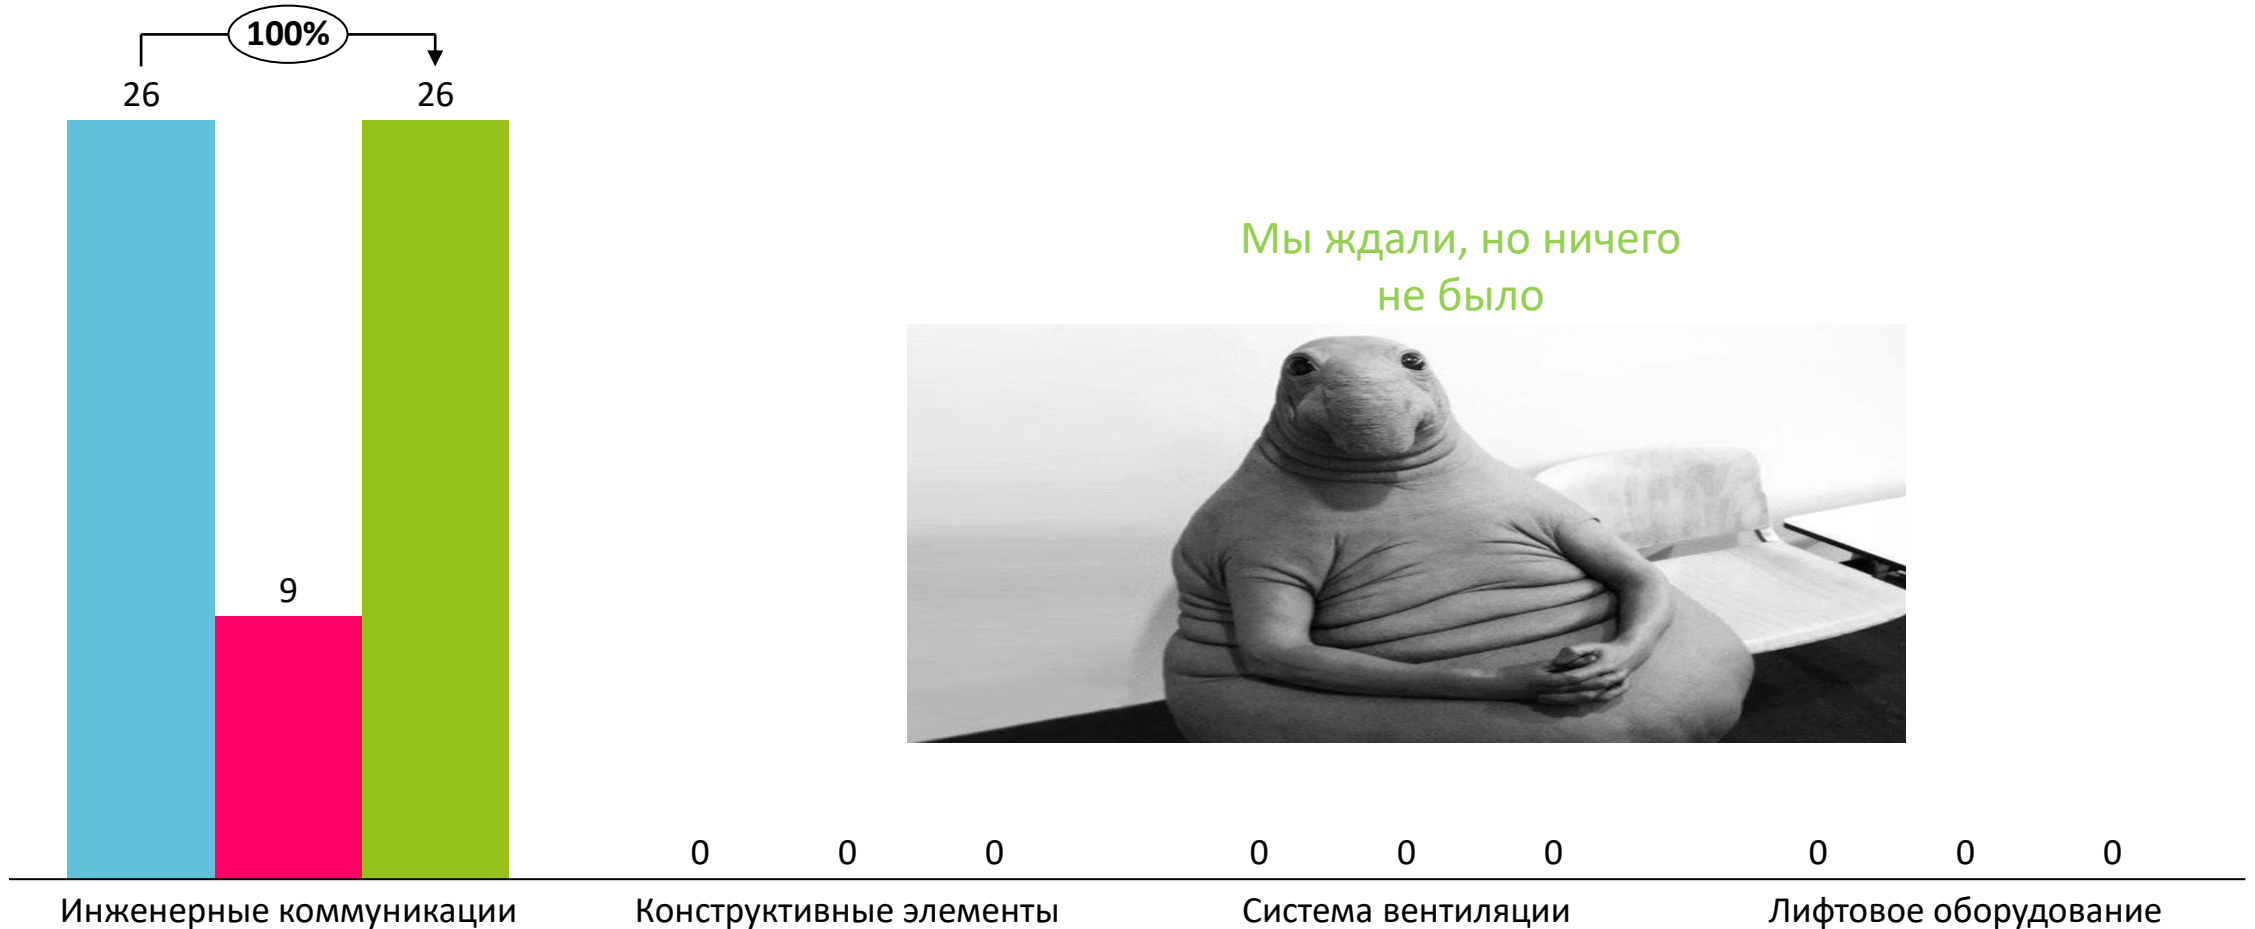 100%
26 26
Мы ждали, но ничего
не было
9
0 0 0 0 0 0 0 0 0
Инженерные коммуникации Конструктивные элементы Система вентиляции Лифтовое оборудование